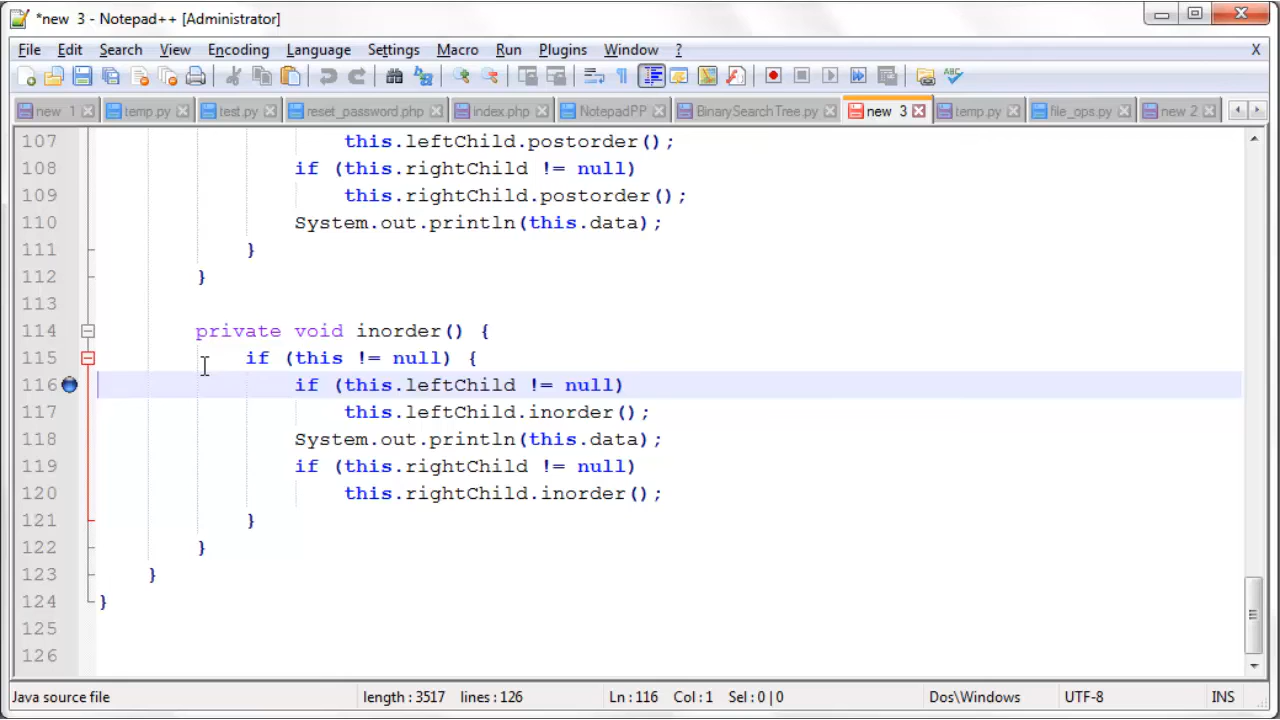 *new  3 - Notepad++ [Administrator]
File Edit Search View Encoding Language Settings Macro Run Plugins Window ? X
new  1 temp.py test.py reset_password.php index.php NotepadPP BinarySearchTree.py new  3 temp.py file_ops.py new 2
107 this.leftChild.postorder();
108 if (this.rightChild != null)
109 this.rightChild.postorder();
110 System.out.println(this.data);
111 }
112 }
113
114 private void inorder() {
115 if (this != null) {
116 if (this.leftChild != null)
117 this.leftChild.inorder();
118 System.out.println(this.data);
119 if (this.rightChild != null)
120 this.rightChild.inorder();
121 }
122 }
123 }
124 }
125
126
Java source file length : 3517 lines : 126 Ln : 116 Col : 1 Sel : 0 | 0 Dos\Windows UTF-8 INS